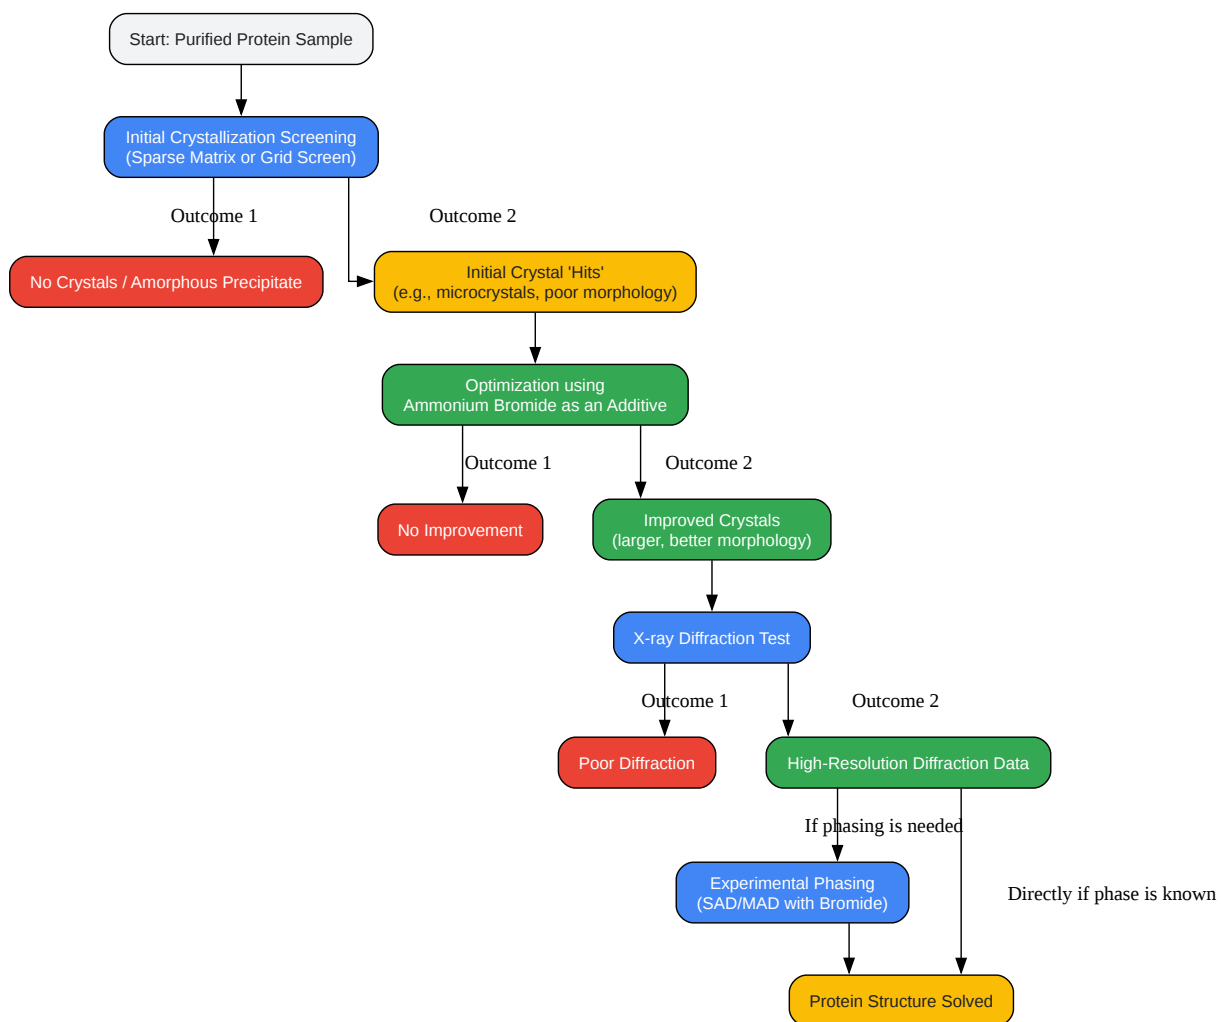 Start: Purified Protein Sample
Initial Crystallization Screening
(Sparse Matrix or Grid Screen)
Outcome 1
Outcome 2
No Crystals / Amorphous Precipitate
Initial Crystal 'Hits'
(e.g., microcrystals, poor morphology)
Optimization using
Ammonium Bromide as an Additive
Outcome 1
Outcome 2
No Improvement
Improved Crystals
(larger, better morphology)
X-ray Diffraction Test
Outcome 1
Outcome 2
Poor Diffraction
High-Resolution Diffraction Data
If phasing is needed
Experimental Phasing
(SAD/MAD with Bromide)
Directly if phase is known
Protein Structure Solved